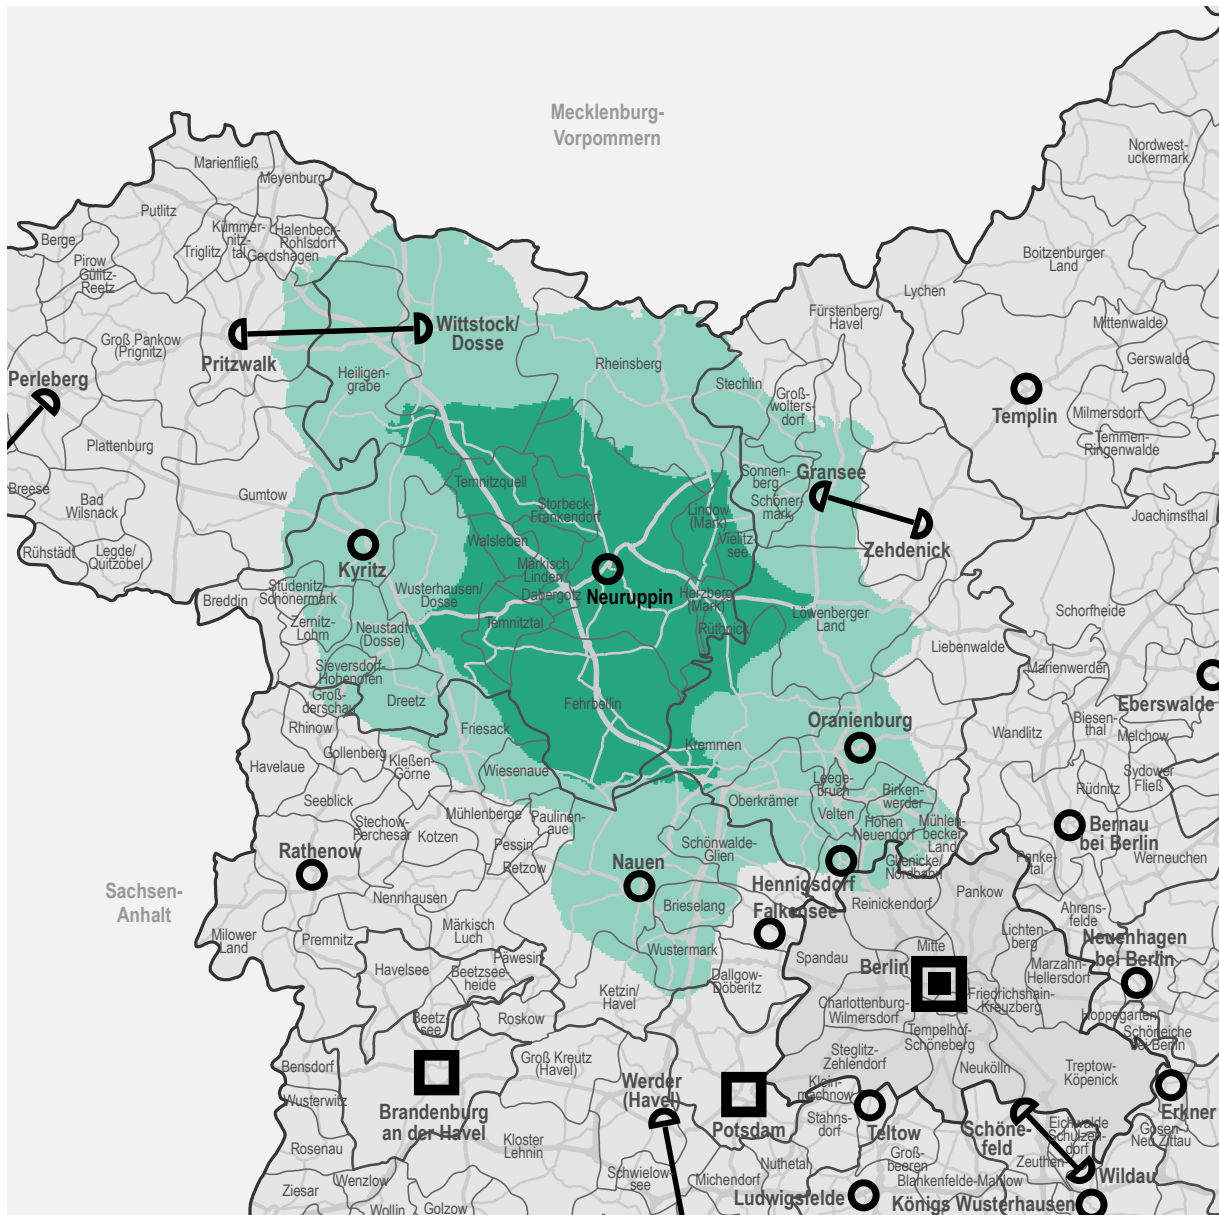 Mecklenburg-
Vorpommern
Nordwest-
uckermark
Marienfließ
Meyenburg
Putlitz
Berge
Kümmer-
nitz-
tal
Triglitz
Halenbeck-
Rohlsdorf
Gerdshagen
Pirow
Gülitz-
Reetz
Boitzenburger
Land
Lychen
Fürstenberg/
Havel
Mittenwalde
Gerswalde
Groß Pankow
(Prignitz)
Pritzwalk
Wittstock/
Dosse
Heiligen-
grabe
Rheinsberg
Stechlin
Groß-
wolters-
dorf
Perleberg
Templin
Milmersdorf
Temmen-
Ringenwalde
Plattenburg
Breese
Bad
Wilsnack
Gumtow
Temnitzquell
Storbeck-
Frankendorf
Sonnen-
berg
Schöner-
mark
Gransee
Lindow
(Mark)
Vielitz-
see
Zehdenick
Joachimsthal
Rühstädt
Legde/
Quitzöbel
Kyritz
Walsleben
Märkisch
Linden
Dabergotz
Neuruppin
Herzberg
(Mark)
Rüthnick
Löwenberger
Land
Schorfheide
Breddin
Stüdenitz-
Schönermark
Wusterhausen/
Dosse
Zernitz-
Lohm
Neustadt
(Dosse)
Temnitztal
Liebenwalde
Marienwerder
Eberswalde
Sieversdorf-
Hohenofen
Groß-
derschau
Dreetz
Fehrbellin
Friesack
Rhinow
Gollenberg
Havelaue
Kleßen-
Görne
Wiesenaue
Kremmen
Oranienburg
Wandlitz
Biesen-
thal
Melchow
Sydower
Fließ
Rüdnitz
Seeblick
Stechow-
Ferchesar
Mühlenberge
Kotzen
Paulinen-
aue
Pessin
Retzow
Oberkrämer
Leege-
bruch
Velten
Birken-
werder
Hohen
Neuendorf
Mühlen-
becker
Land
Glienicke/
Nordbahn
Bernau
bei Berlin
Werneuchen
Panke-
tal
Rathenow
Nauen
Schönwalde-
Glien
Hennigsdorf
Falkensee
Brieselang
Reinickendorf
Pankow
Ahrens-
felde
Sachsen-
Anhalt
Nennhausen
Milower
Land
Premnitz
Märkisch
Luch
Wustermark
Dallgow-
Döberitz
Spandau
Mitte
Lichten-
berg
Marzahn-
Hellersdorf
Neuenhagen
bei Berlin
Havelsee
Beetzsee-
heide
Päwesin
Ketzin/
Havel
Berlin
Friedrichshain-
Kreuzberg
Charlottenburg-
Wilmersdorf
Hoppegarten
Schöneiche
bei Berlin
Beetz-
see
Roskow
Tempelhof-
Schöneberg
Steglitz-
Zehlendorf
Neukölln
Treptow-
Köpenick
Erkner
Bensdorf
Wusterwitz
Brandenburg
an der Havel
Groß Kreutz
(Havel)
Werder
(Havel)
Potsdam
Klein-
machnow
Stahns-
dorf
Teltow
Schöne-
feld
Eichwalde
Schulzen-
dorf
Zeuthen
Wildau
Gosen-
Neu Zittau
Rosenau
Kloster
Lehnin
Schwielow-
see
Michendorf
Nuthetal
Groß-
beeren
Blankenfelde-Mahlow
Ludwigsfelde
Königs Wusterhausen
Ziesar
Wenzlow
Wollin
Golzow